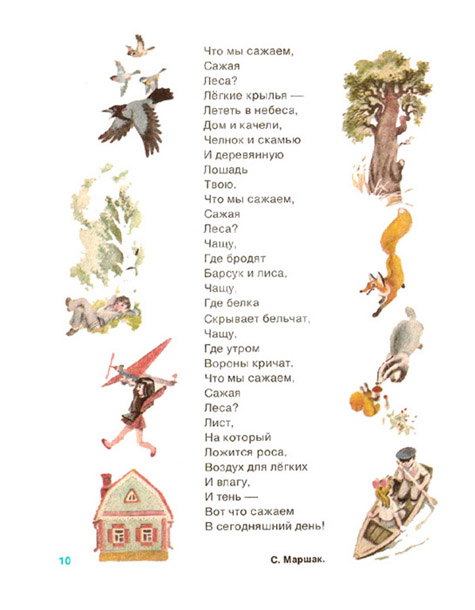 Что мы сажаем,
Сажая
Леса?
Лёгкие крылья —
Лететь в небеса,
Дом и качели,
Челнок и скамью
И деревянную
Лошадь
Твою.
Что мы сажаем,
Сажая
Леса?
Чащу,
Где бродят
Барсук и лиса,
Чащу,
Где белка
Скрывает бельчат,
Чащу,
Где утром
Вороны кричат.
Что мы сажаем,
Сажая
Леса?
Лист,
На который
Ложится роса,
Воздух для лёгких
И влагу,
И тень —
Вот что сажаем
В сегодняшний день!
С. Маршак.
10